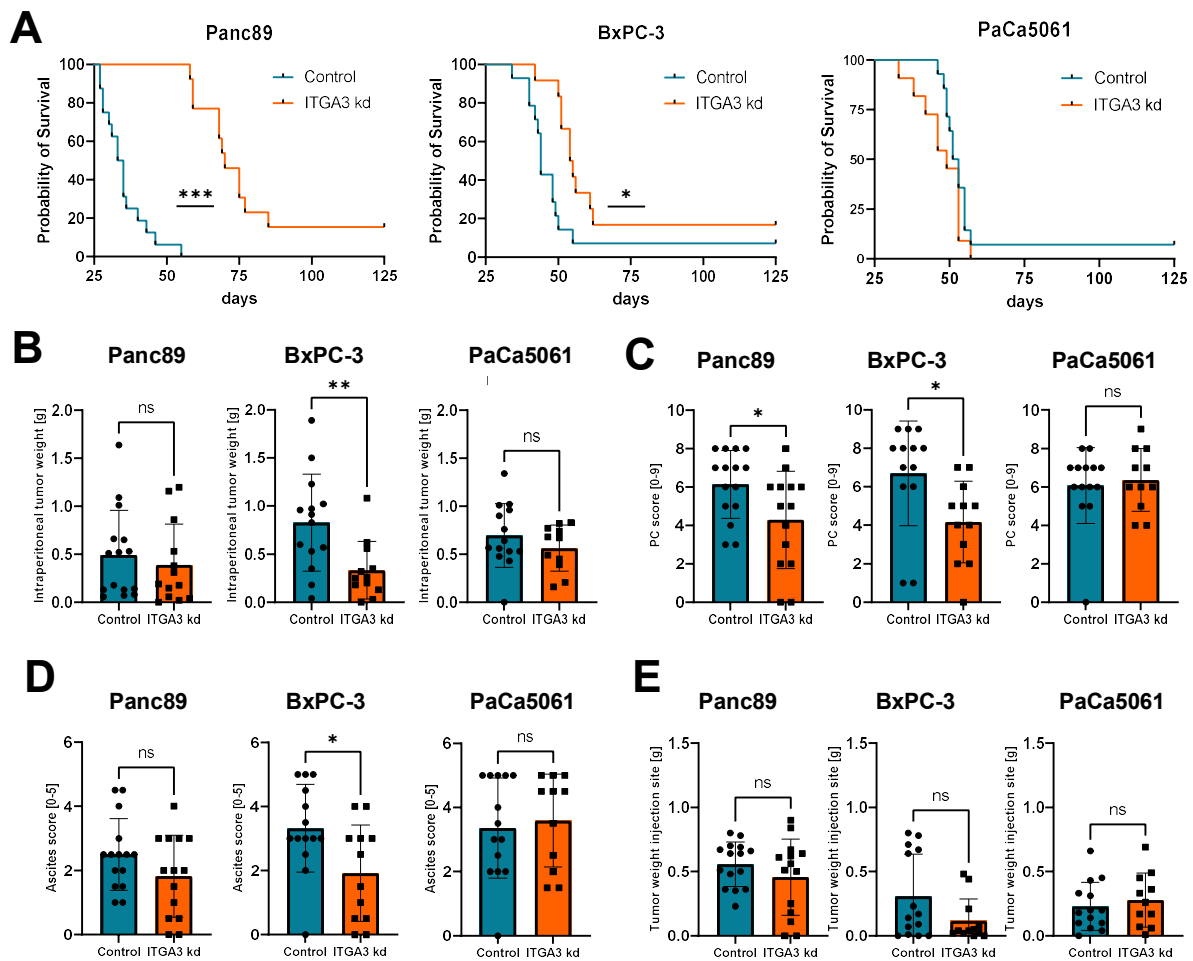 A
Panc89
Probability of Survival
100
80
60
40
20
0
25
50
75
100
125
days
Control
ITGA3 kd
***
BxPC-3
Probability of Survival
100
80
60
40
20
0
25
50
75
100
125
days
Control
ITGA3 kd
*
PaCa5061
Probability of Survival
100
75
50
25
0
25
50
75
100
125
days
Control
ITGA3 kd
B
Panc89
Intraperitoneal tumor weight [g]
2.0
1.5
1.0
0.5
0.0
ns
Control ITGA3 kd
BxPC-3
Intraperitoneal tumor weight [g]
2.0
1.5
1.0
0.5
0.0
**
Control ITGA3 kd
PaCa5061
Intraperitoneal tumor weight [g]
2.0
1.5
1.0
0.5
0.0
ns
Control ITGA3 kd
C
Panc89
PC score [0-9]
10
8
6
4
2
0
*
Control ITGA3 kd
BxPC-3
PC score [0-9]
10
8
6
4
2
0
*
Control ITGA3 kd
PaCa5061
PC score [0-9]
10
8
6
4
2
0
ns
Control ITGA3 kd
D
Panc89
Ascites score [0-5]
6
4
2
0
ns
Control ITGA3 kd
BxPC-3
Ascites score [0-5]
6
4
2
0
*
Control ITGA3 kd
PaCa5061
Ascites score [0-5]
6
4
2
0
ns
Control ITGA3 kd
E
Panc89
Tumor weight injection site [g]
1.5
1.0
0.5
0.0
ns
Control ITGA3 kd
BxPC-3
Tumor weight injection site [g]
1.5
1.0
0.5
0.0
ns
Control ITGA3 kd
PaCa5061
Tumor weight injection site [g]
1.5
1.0
0.5
0.0
ns
Control ITGA3 kd